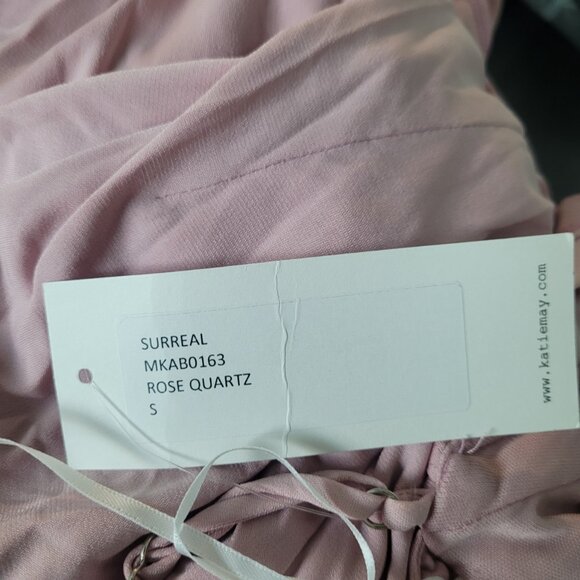 SURREAL
MKAB0163
ROSE QUARTZ
S
www.katiemay.com